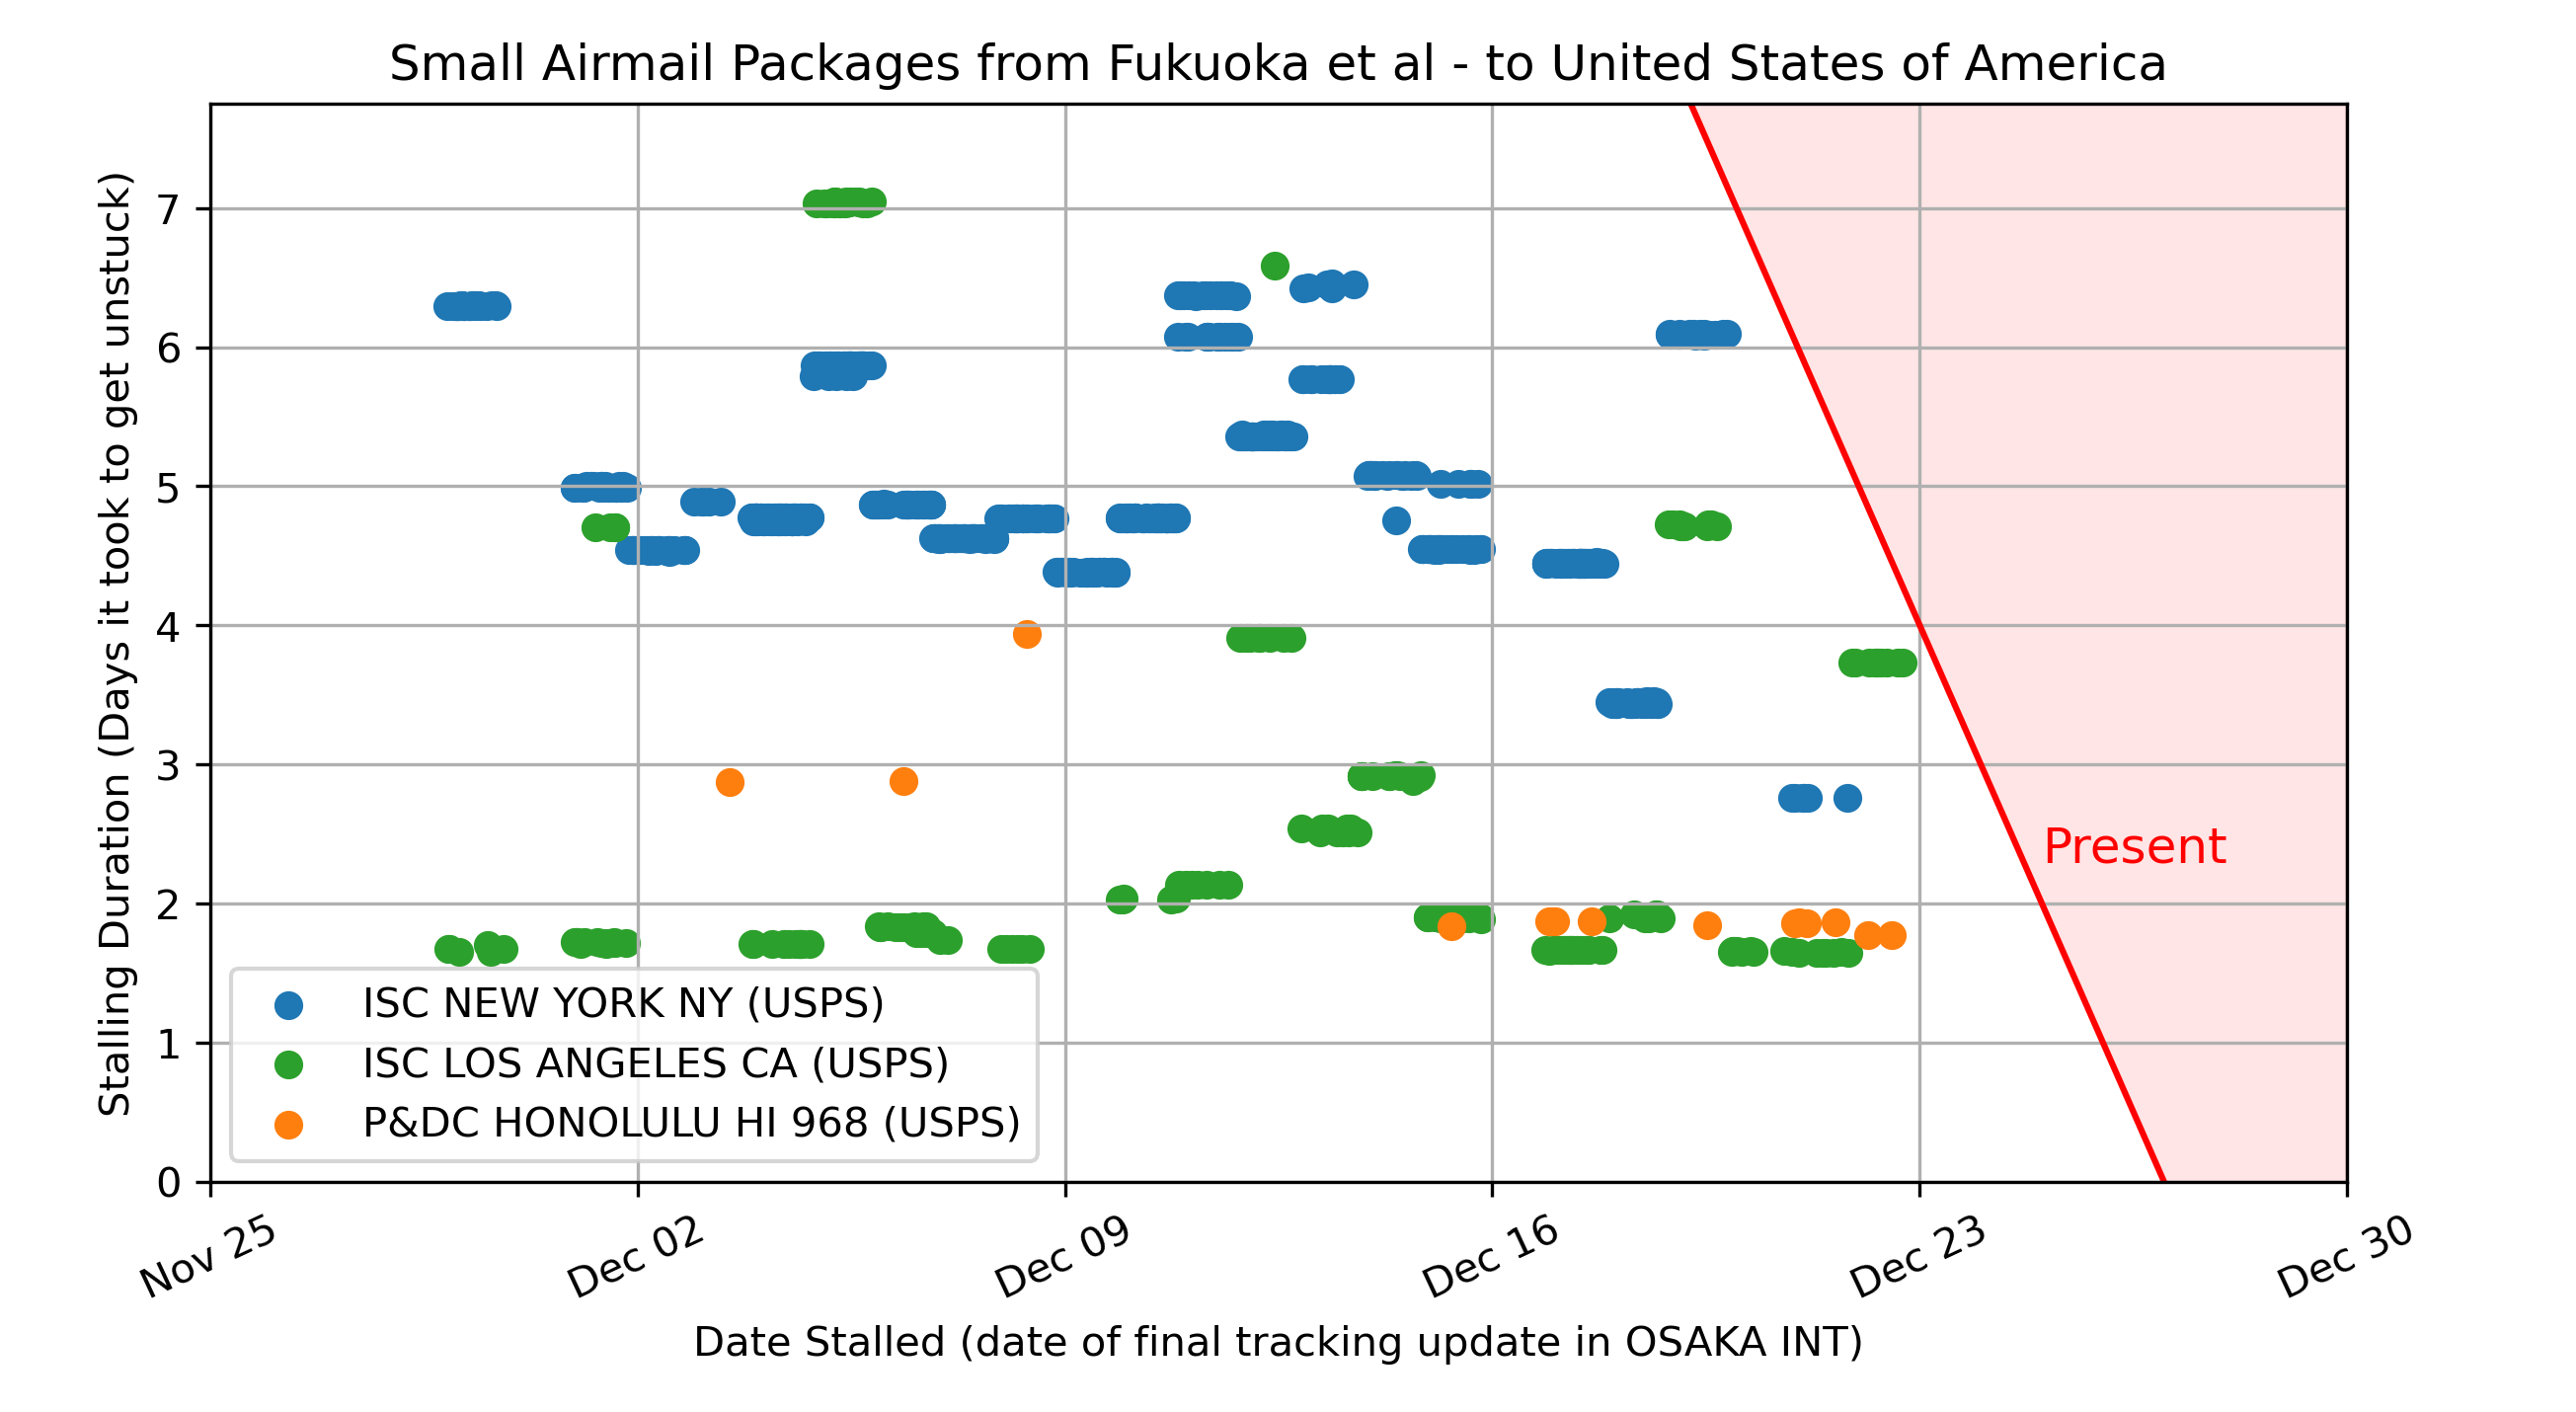 Small Airmail Packages from Fukuoka et al - to United States of America
Stalling Duration (Days it took to get unstuck)
7
6
5
4
3
2
1
0
Present
ISC NEW YORK NY (USPS)
ISC LOS ANGELES CA (USPS)
P&DC HONOLULU HI 968 (USPS)
Nov 25
Dec 02
Dec 09
Dec 16
Dec 23
Dec 30
Date Stalled (date of final tracking update in OSAKA INT)